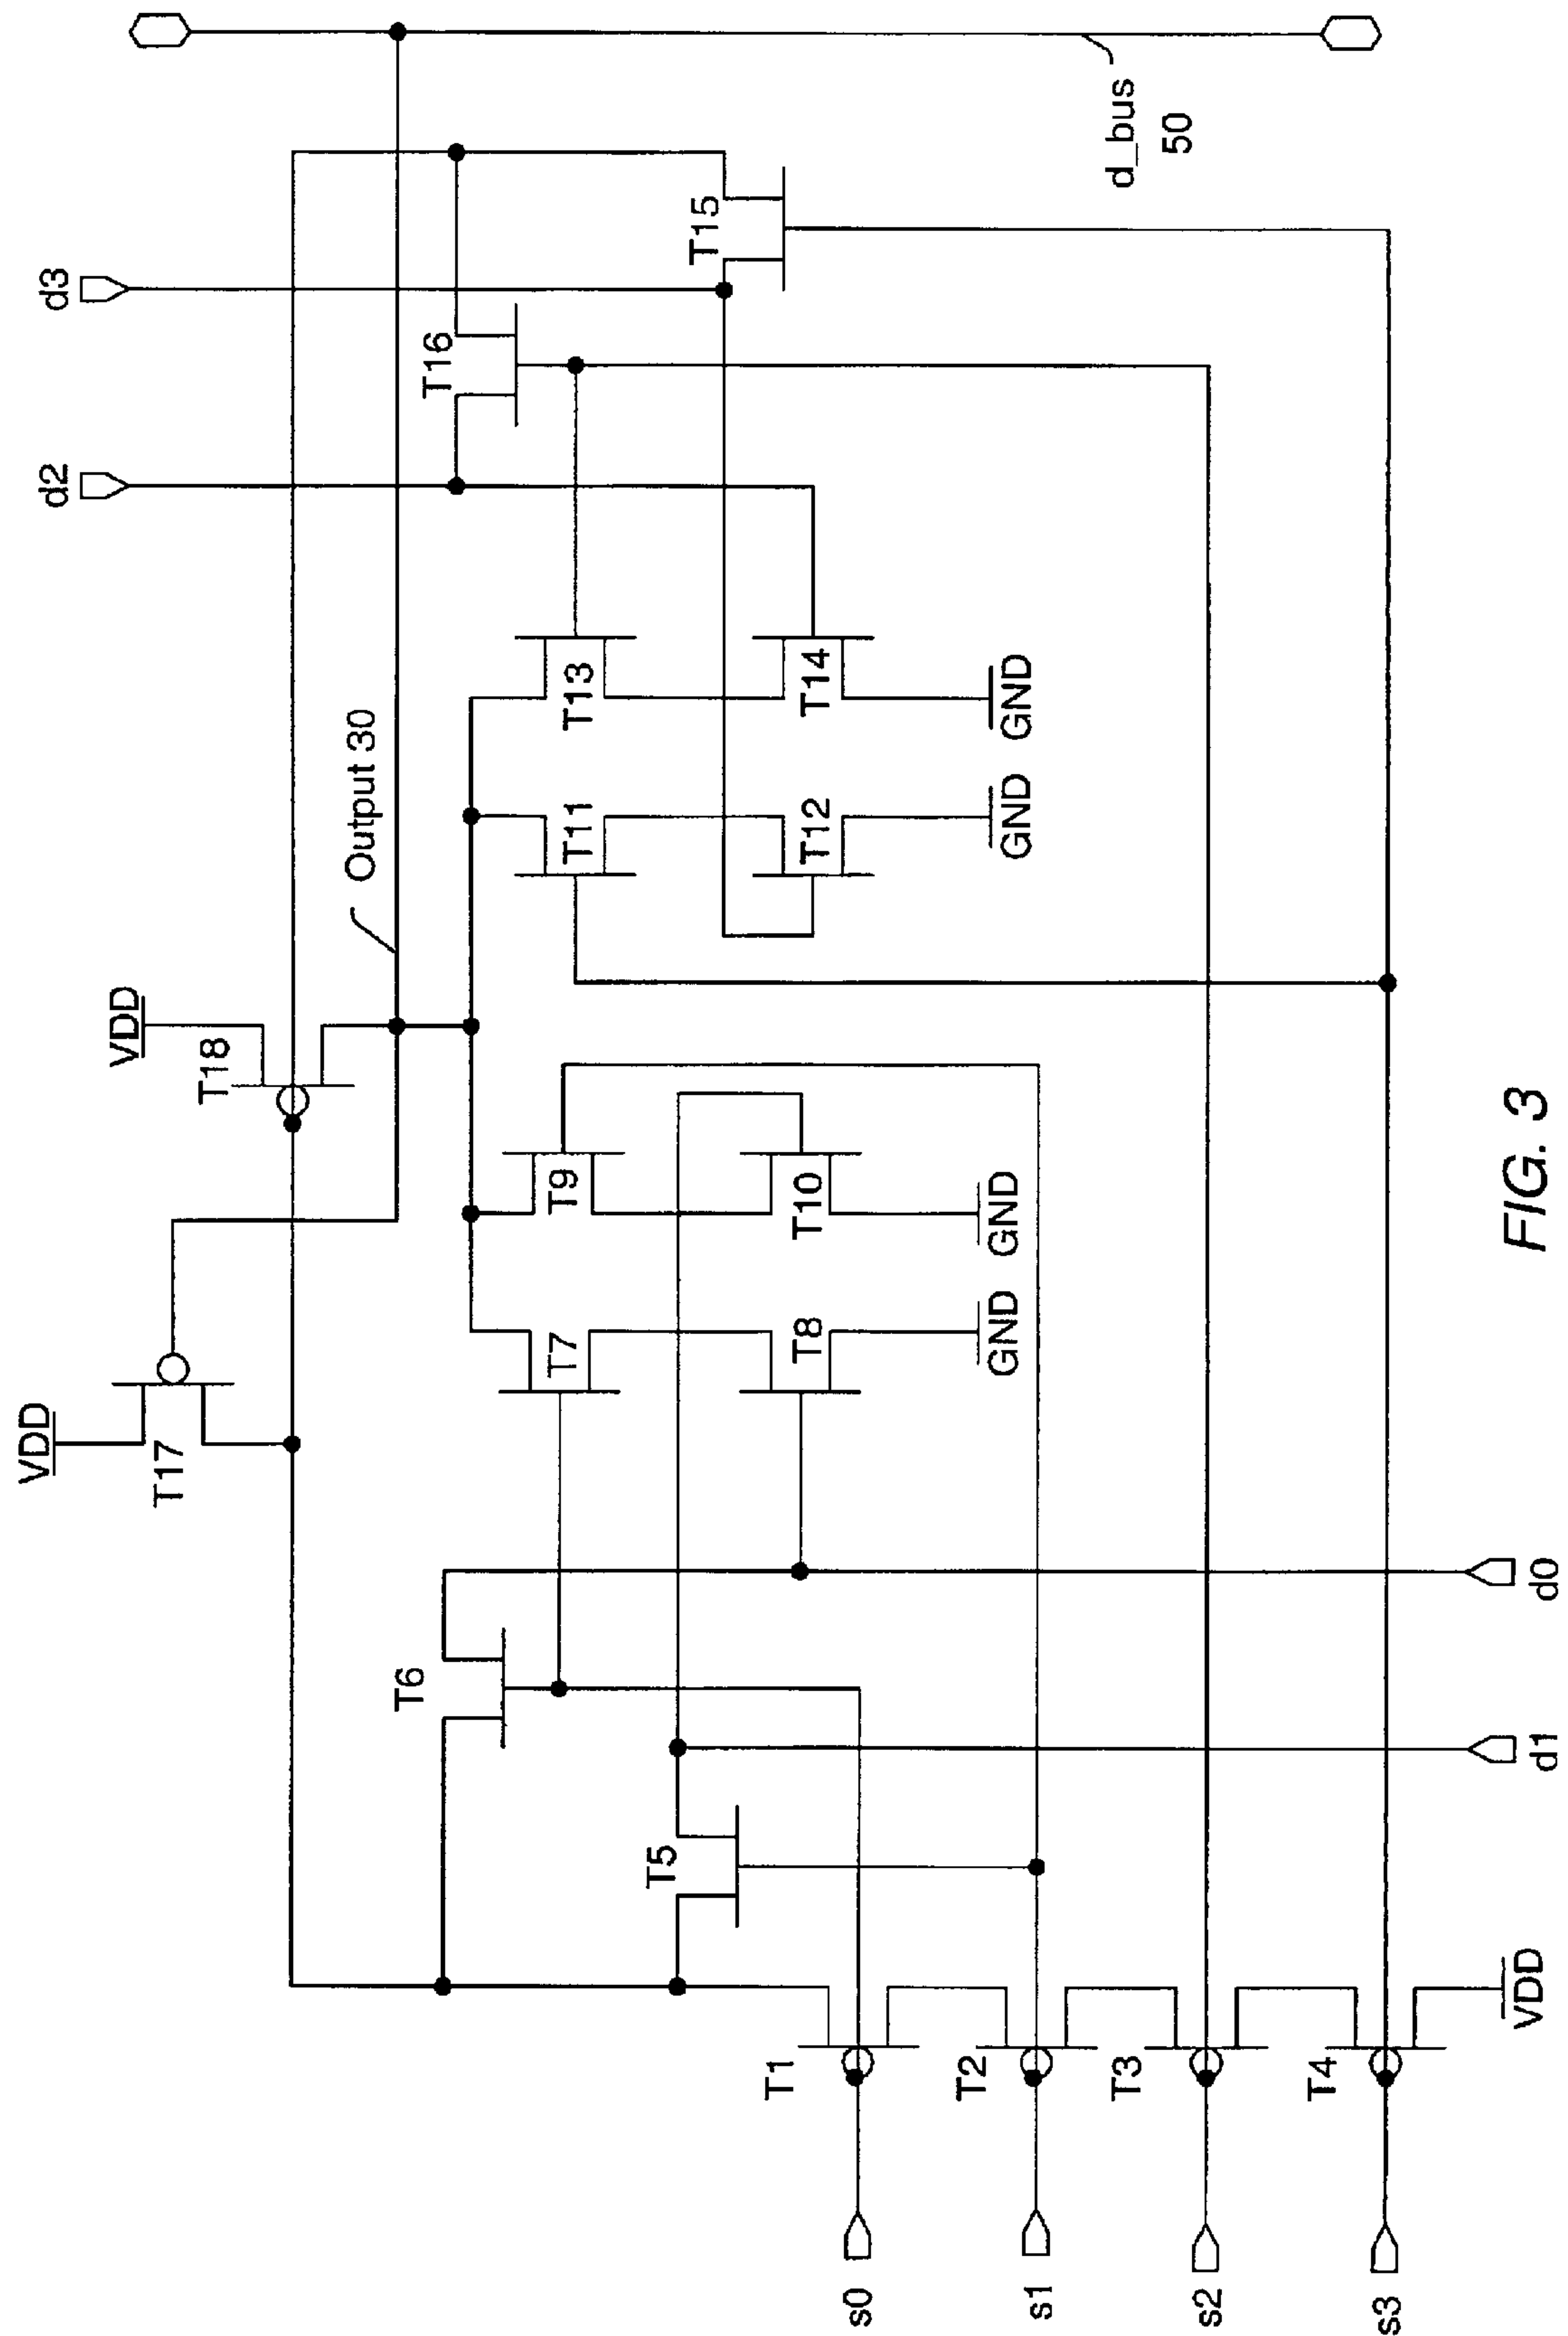 d3
d2
d_bus
50
T15
T16
Output 30
VDD
T18
T13
T14
GND
T11
T12
GND
VDD
T17
T9
T10
GND
T7
T8
GND
T6
d0
T5
d1
T1
T2
T3
T4
VDD
s0
s1
s2
s3
FIG. 3